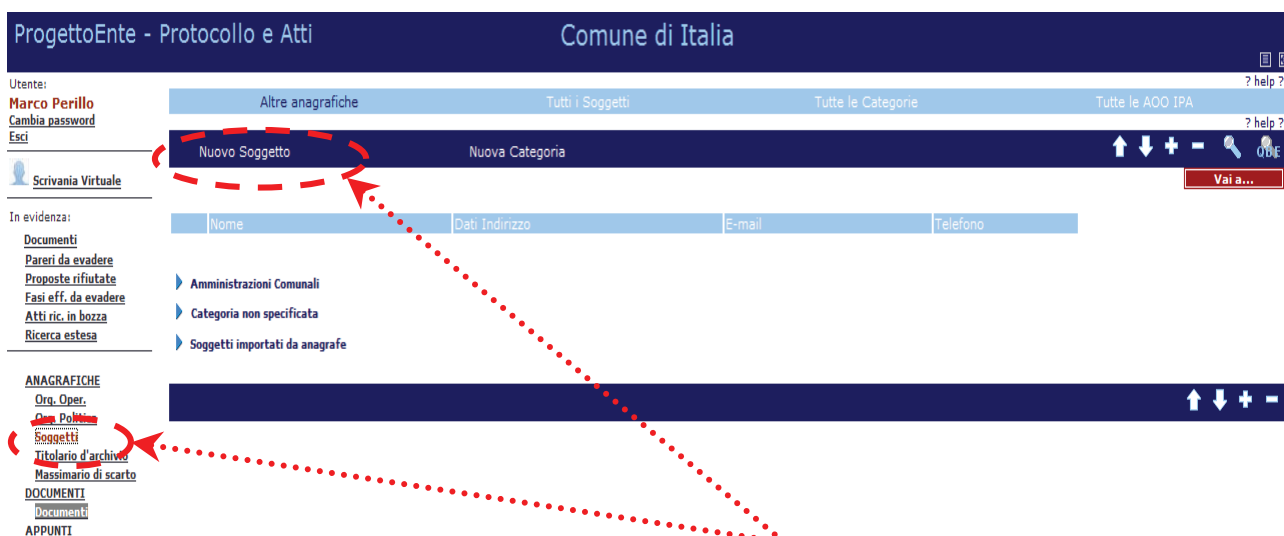 ProgettoEnte - Protocollo e Atti
Comune di Italia
Utente:
Marco Perillo
Cambia password
Esci
Scrivania Virtuale
In evidenza:
Documenti
Pareri da evadere
Proposte rifiutate
Fasi eff. da evadere
Atti ric. in bozza
Ricerca estesa
ANAGRAFICHE
Org. Oper.
Org. Politica
Soggetti
Titolario d'archivio
Massimario di scarto
DOCUMENTI
Documenti
APPUNTI
? help ?
Altre anagrafiche Tutti i Soggetti Tutte le Categorie Tutte le AOO IPA
? help ?
Nuovo Soggetto Nuova Categoria QBE
Vai a...
Nome Dati Indirizzo E-mail Telefono
Amministrazioni Comunali
Categoria non specificata
Soggetti importati da anagrafe